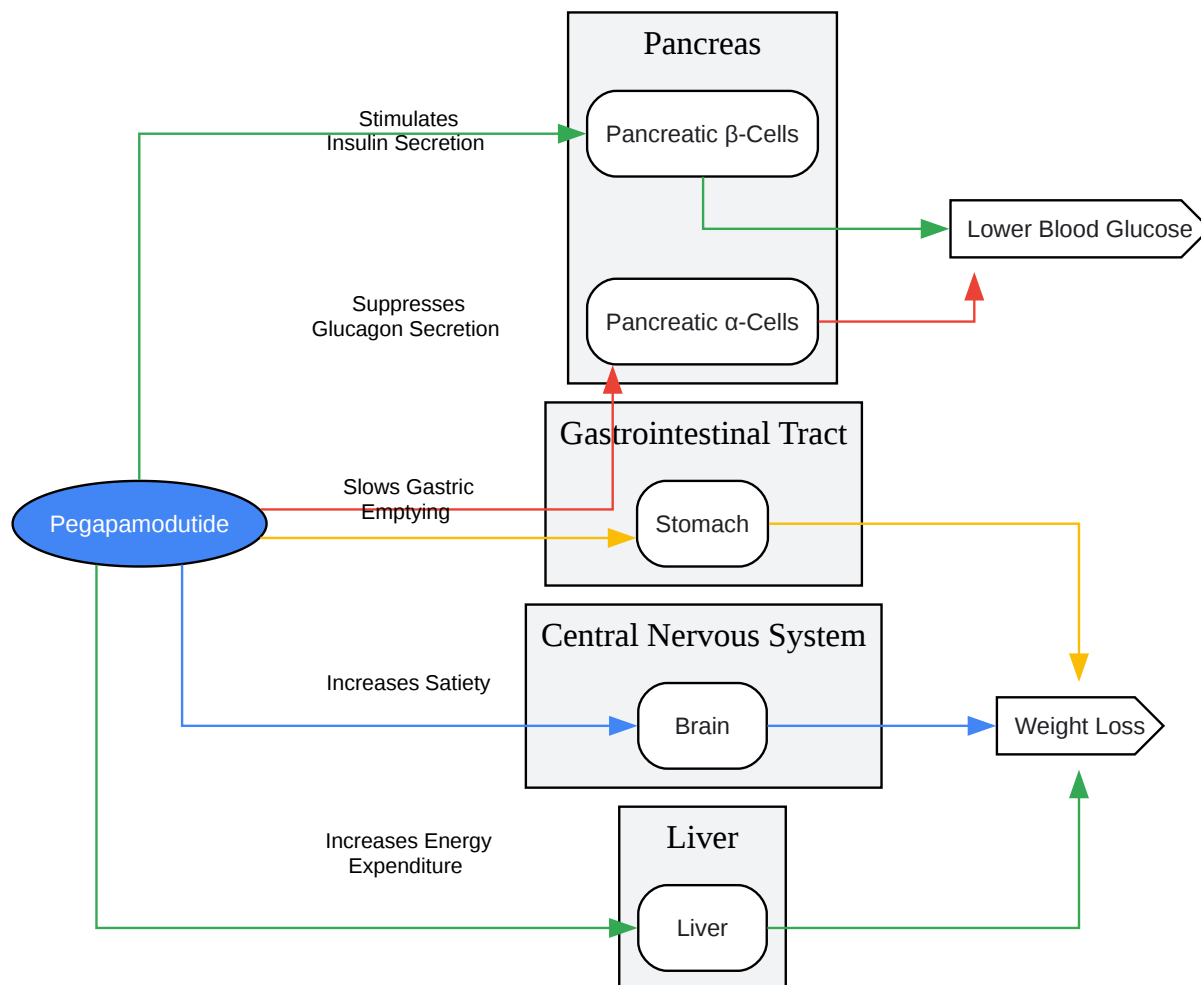 Pancreas
Stimulates
Insulin Secretion
Pancreatic β-Cells
Lower Blood Glucose
Suppresses
Glucagon Secretion
Pancreatic α-Cells
Gastrointestinal Tract
Slows Gastric
Emptying
Pegapamodutide
Stomach
Central Nervous System
Increases Satiety
Brain
Weight Loss
Increases Energy
Expenditure
Liver
Liver